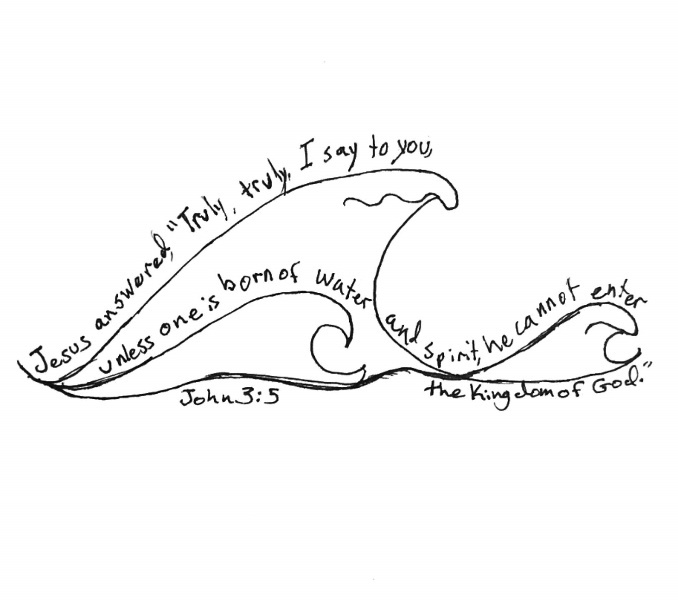 Jesus answered, "Truly, truly, I say to you,
unless one is born of water
and spirit, he cannot enter
the Kingdom of God."
John 3:5